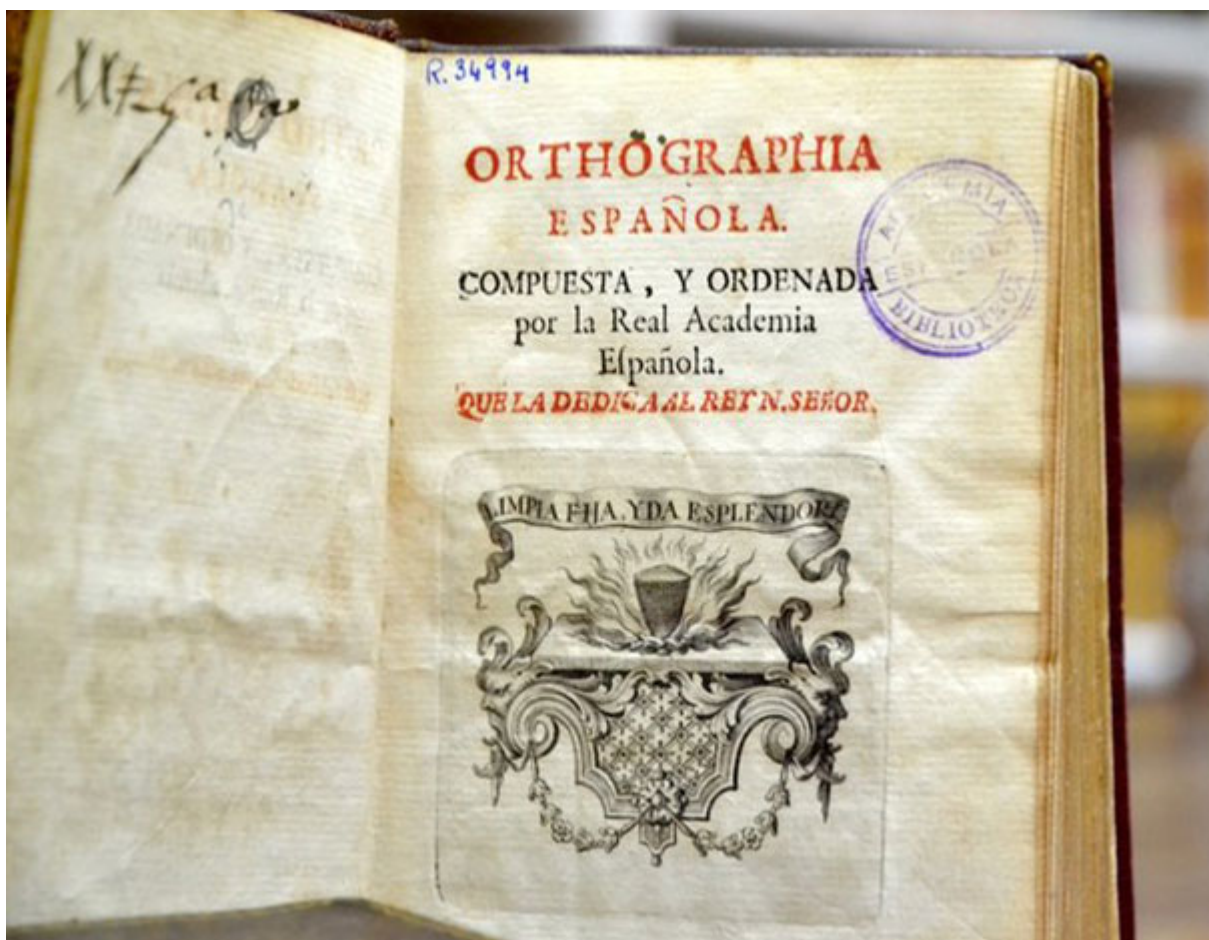 R. 34994
ORTHOGRAPHIA
ESPAÑOLA.
COMPUESTA, Y ORDENADA
por la Real Academia
Eſpañola.
QUE LA DEDICA AL REY N. SEÑOR.
LIMPIA, FIJA, Y DA ESPLENDOR
BIBLIOTECA